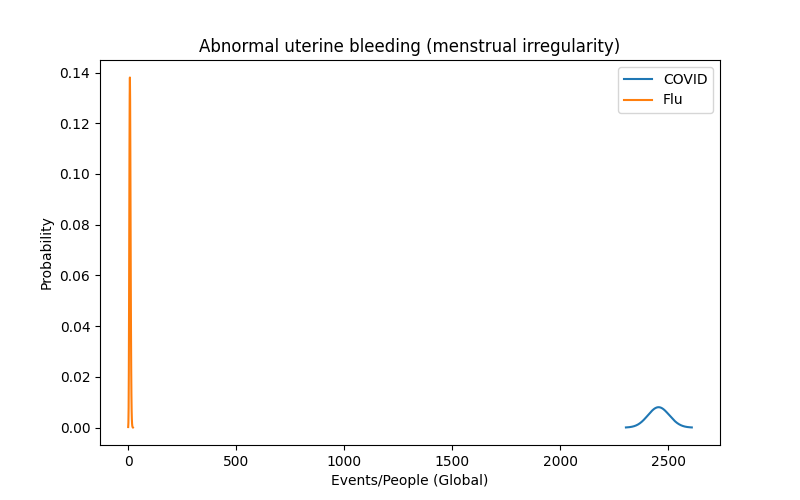 Abnormal uterine bleeding (menstrual irregularity)
COVID
Flu
Probability
0.14
0.12
0.10
0.08
0.06
0.04
0.02
0.00
0 500 1000 1500 2000 2500
Events/People (Global)